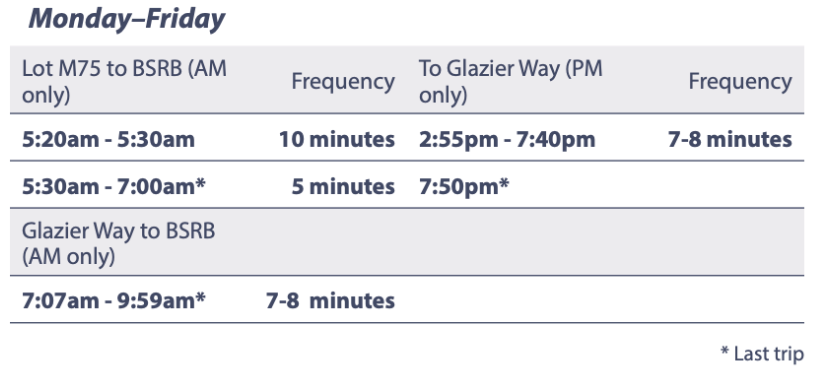 Monday–Friday
Lot M75 to BSRB (AM only) Frequency To Glazier Way (PM only) Frequency
5:20am - 5:30am 10 minutes 2:55pm - 7:40pm 7-8 minutes
5:30am - 7:00am* 5 minutes 7:50pm*
Glazier Way to BSRB
(AM only)
7:07am - 9:59am* 7-8 minutes
* Last trip